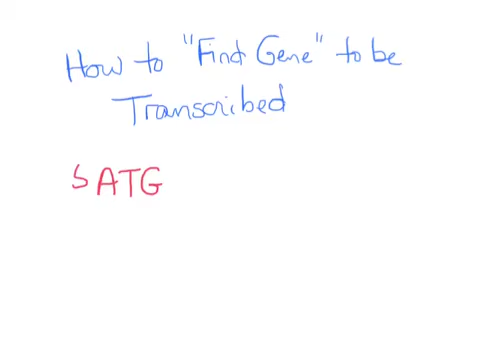 How to "Find Gene" to be
Transcribed
5 ATG